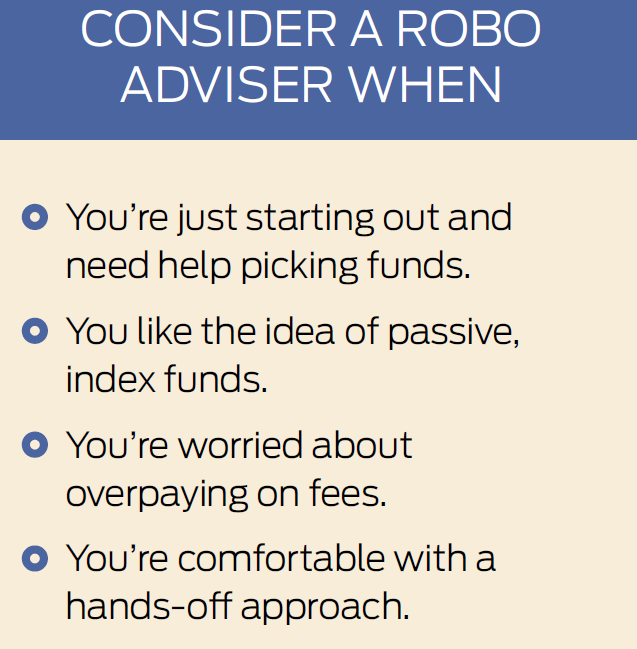 CONSIDER A ROBO
ADVISER WHEN
You’re just starting out and
need help picking funds.
You like the idea of passive,
index funds.
You’re worried about
overpaying on fees.
You’re comfortable with a
hands-off approach.